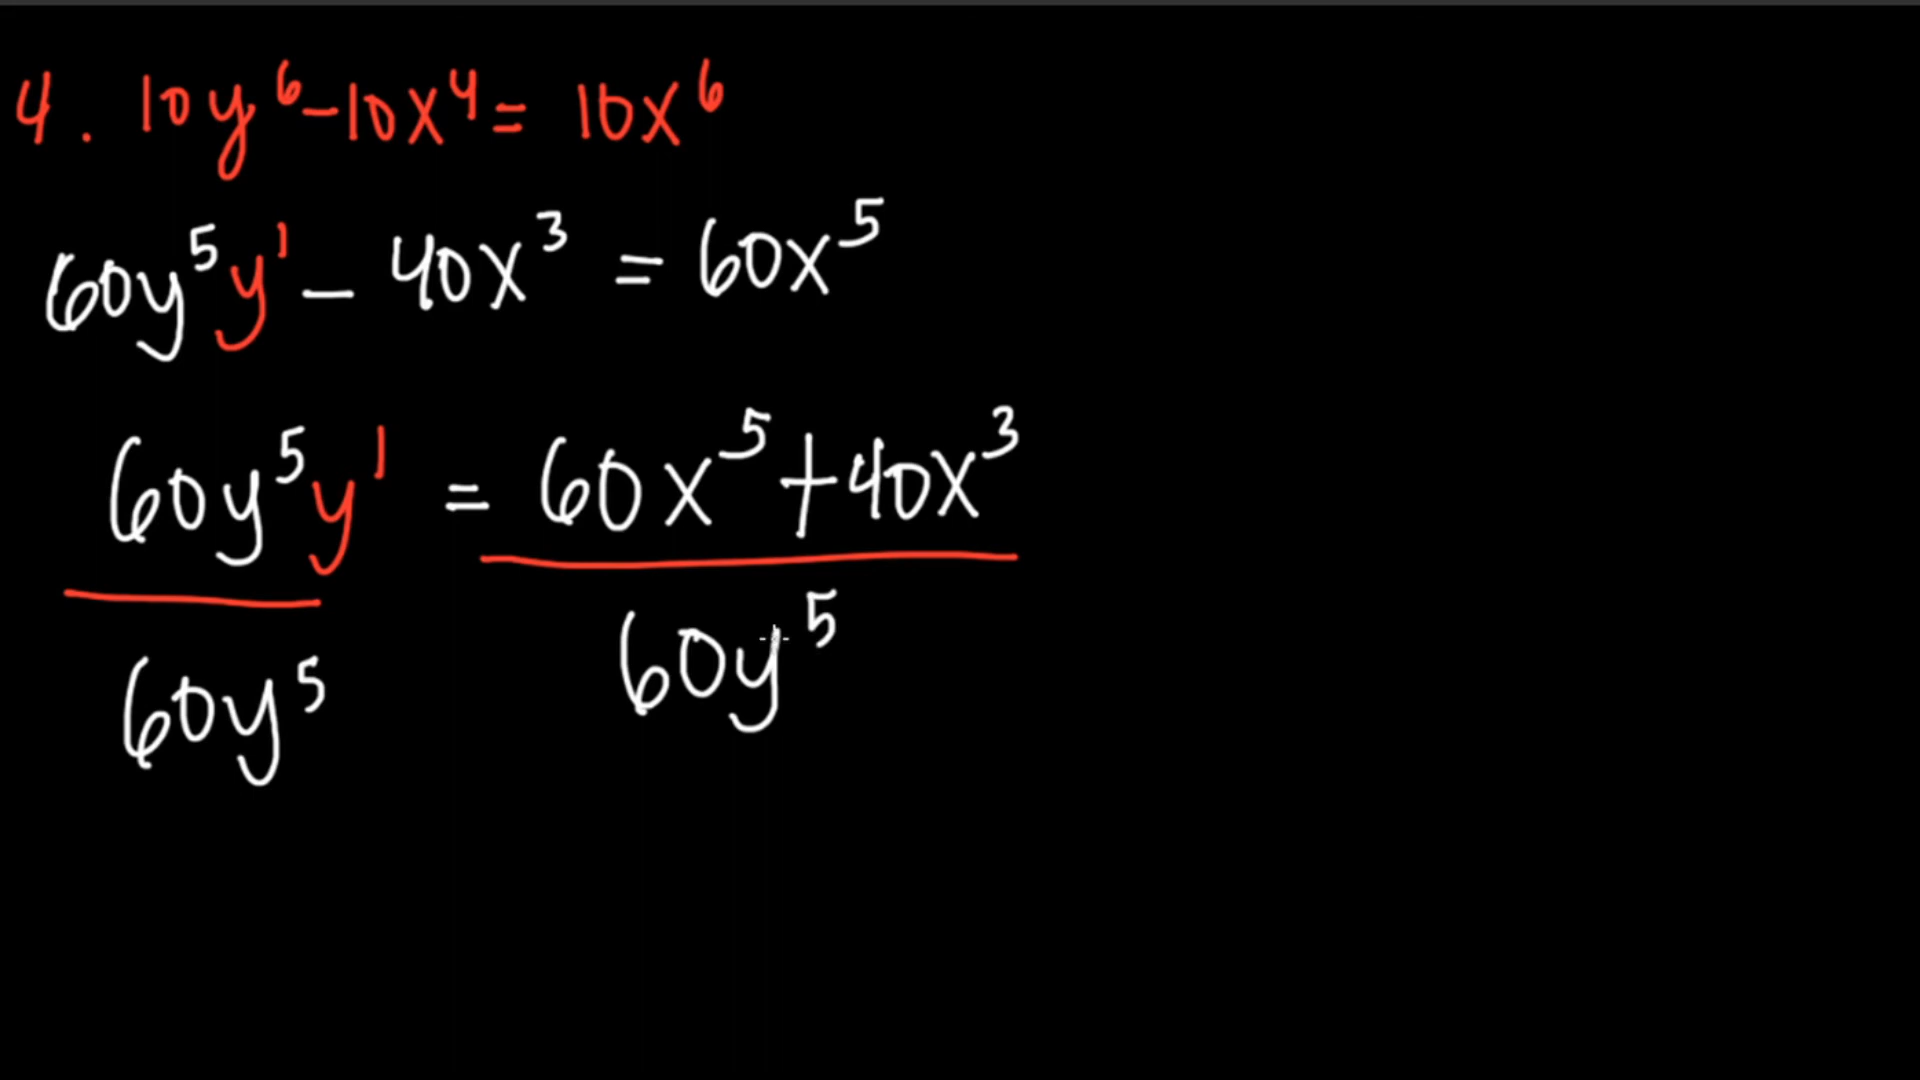 4. 10y⁶ - 10x⁴ = 10x⁶
60y⁵y' - 40x³ = 60x⁵
60y⁵y' = 60x⁵ + 40x³
60y⁵ 60y⁵